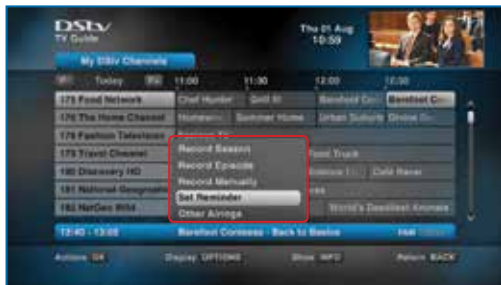 DStv
TV Guide
Thu 01 Aug
10:59
My DStv Channels
Today 11:00 11:30 12:00 12:30
175 Food Network Chef Hunter Grill It! Barefoot Con... Barefoot C...
176 The Home Channel Summer Home Urban Suburb Divine
178 Fashion Television Fashion TV
179 Travel Channel Food Truck
180 Discovery HD Cold River
181 National Geographic
182 NatGeo Wild World's Deadliest Animals
Record Season
Record Episode
Record Manually
Set Reminder
Other Airings
12:40 - 13:05 Barefoot Contessa - Back to Basics
Actions OK Display OPTIONS Show INFO Return BACK